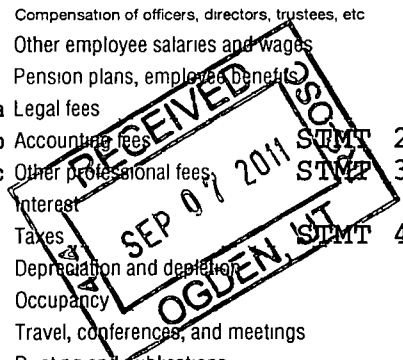 Compensation of officers, directors, trustees, etc
Other employee salaries and wages
Pension plans, employee benefits
a Legal fees
b Accounting fees STMT 2
c Other professional fees STMT 3
Interest
Taxes STMT 4
Depreciation and depletion
Occupancy
Travel, conferences, and meetings
RECEIVED
SEP 07 2011
OGDEN, UT